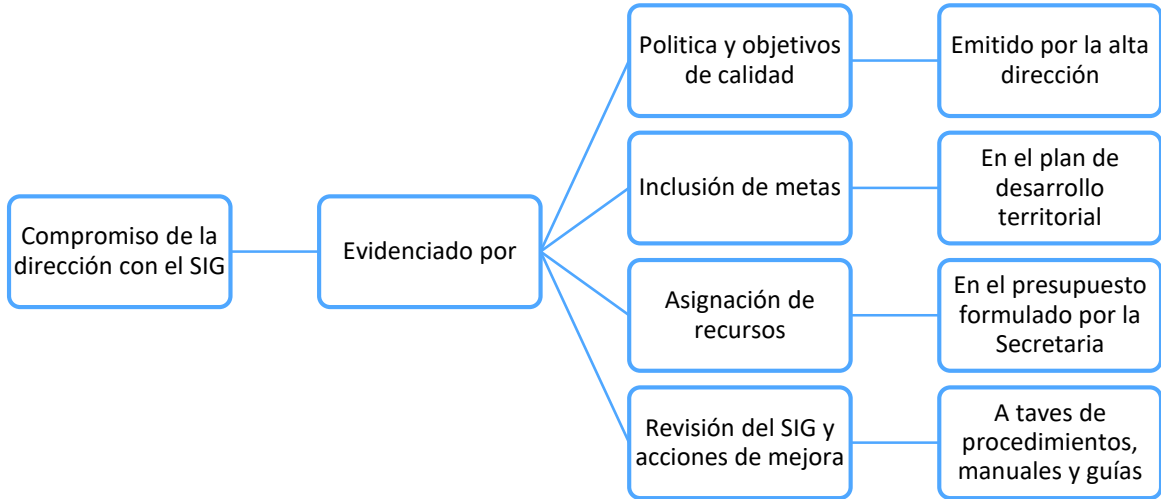 Compromiso de la
dirección con el SIG
Evidenciado por
Politica y objetivos
de calidad
Emitido por la alta
dirección
Inclusión de metas
En el plan de
desarrollo
territorial
Asignación de
recursos
En el presupuesto
formulado por la
Secretaria
Revisión del SIG y
acciones de mejora
A taves de
procedimientos,
manuales y guías